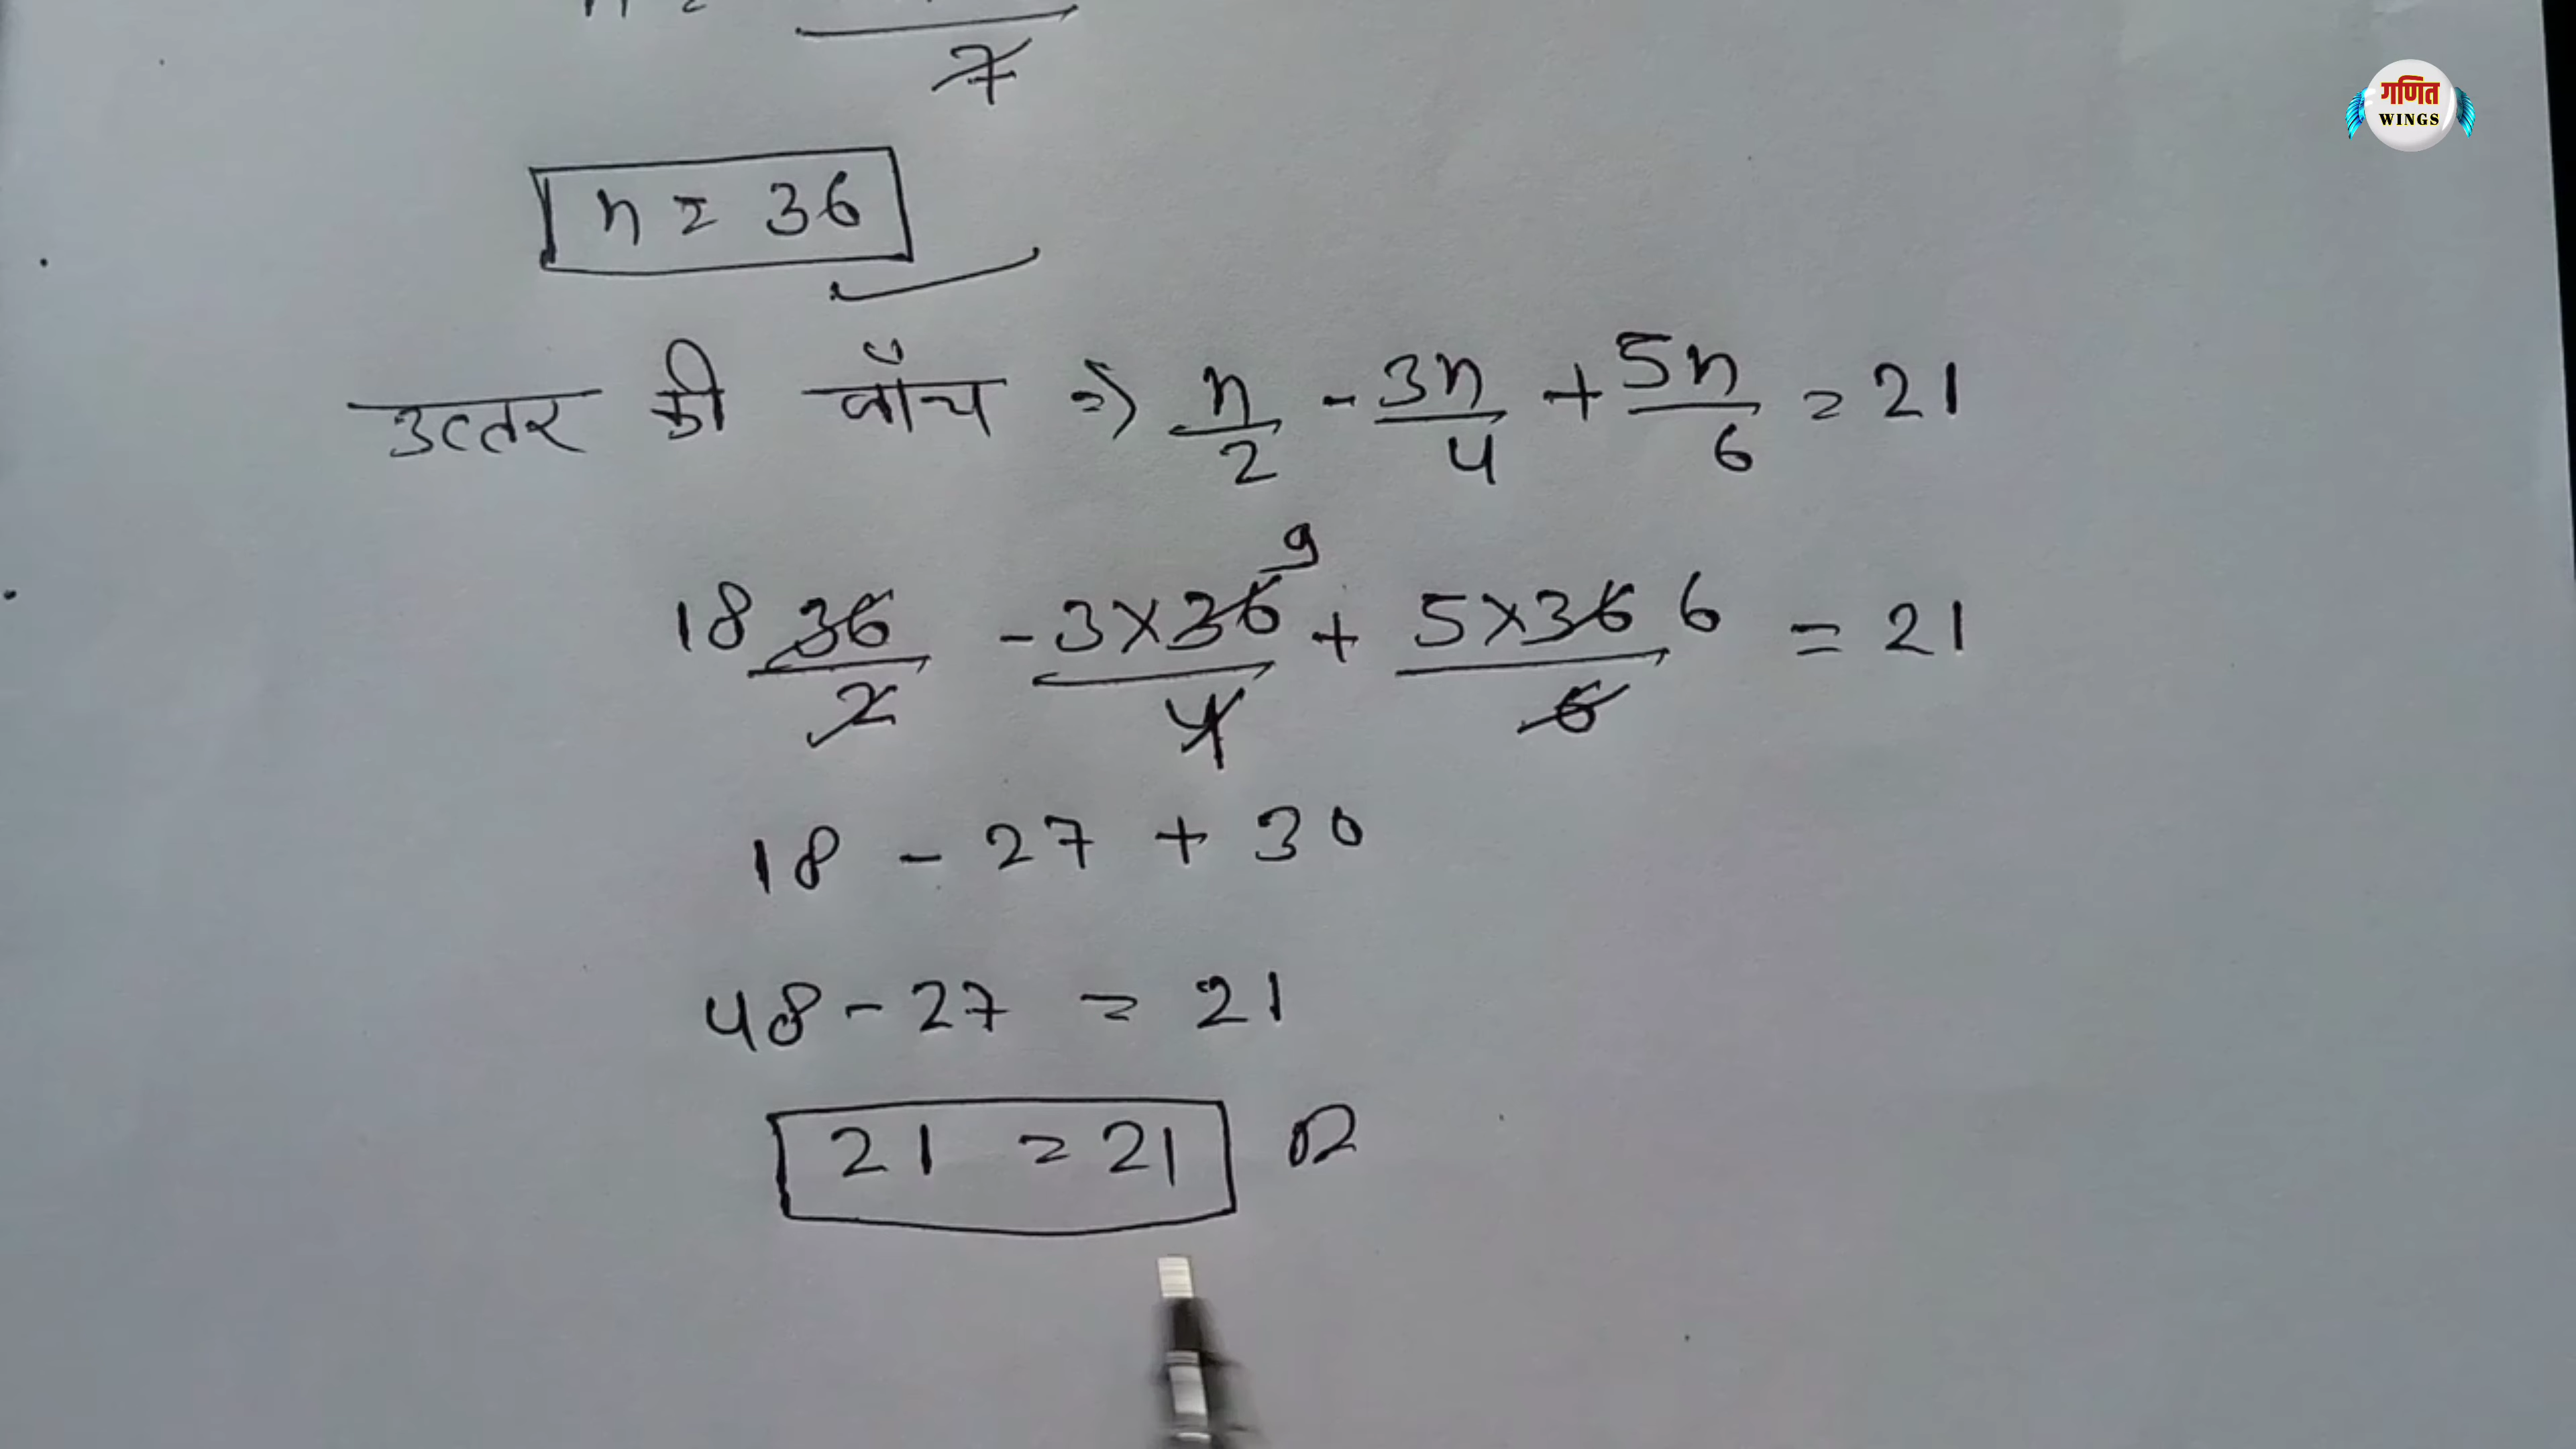 गणित
WINGS
7
n = 36
उत्तर की जाँच ⇒ n/2 - 3n/4 + 5n/6 = 21
18 36/2 - 3×36/4 9 + 5×36/6 6 = 21
18 - 27 + 30
48 - 27 = 21
21 = 21